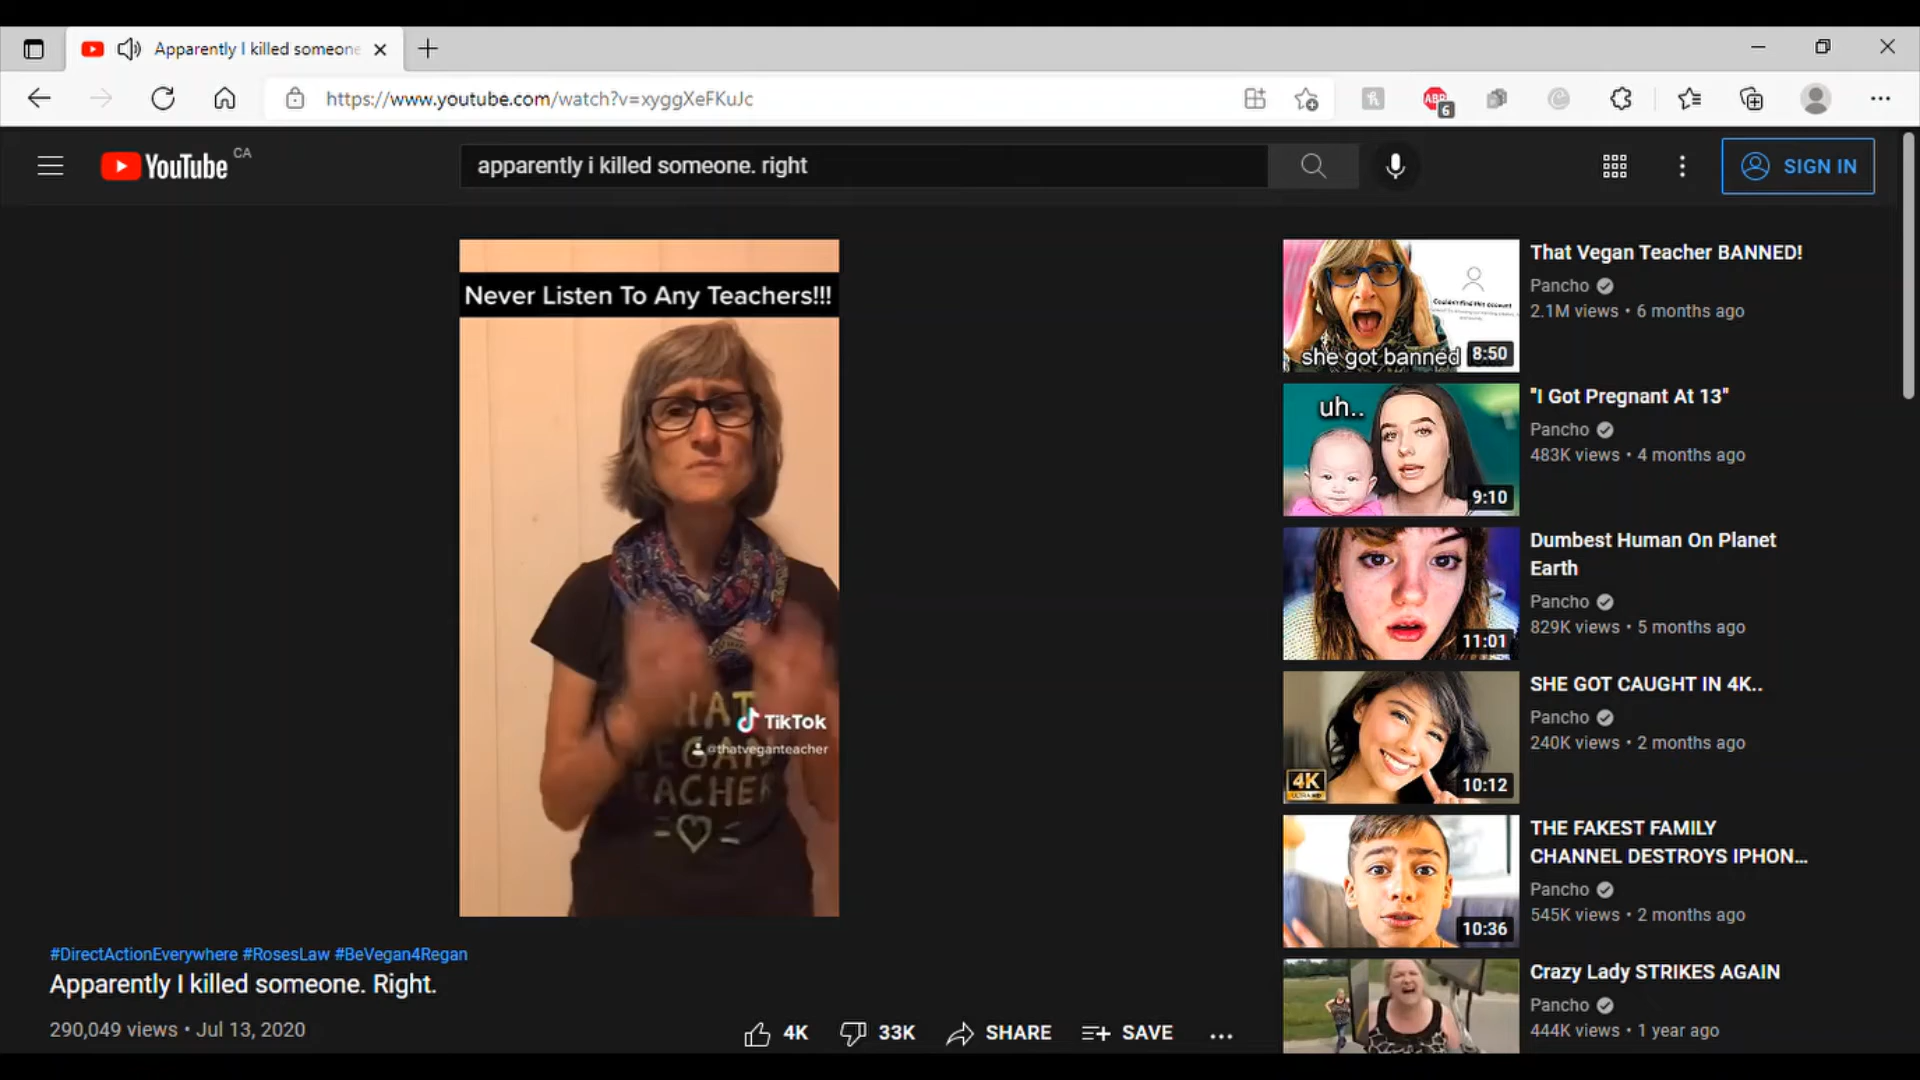 Apparently I killed someone
https://www.youtube.com/watch?v=xyggXeFKuJc
ABP
6
YouTube CA
apparently i killed someone. right
SIGN IN
Never Listen To Any Teachers!!!
TikTok
@thatveganteacher
#DirectActionEverywhere #RosesLaw #BeVegan4Regan
Apparently I killed someone. Right.
290,049 views • Jul 13, 2020
4K
33K
SHARE
SAVE
she got banned
8:50
That Vegan Teacher BANNED!
Pancho
2.1M views • 6 months ago
uh..
9:10
"I Got Pregnant At 13"
Pancho
483K views • 4 months ago
11:01
Dumbest Human On Planet
Earth
Pancho
829K views • 5 months ago
4K
ULTRA HD
10:12
SHE GOT CAUGHT IN 4K..
Pancho
240K views • 2 months ago
10:36
THE FAKEST FAMILY
CHANNEL DESTROYS IPHON...
Pancho
545K views • 2 months ago
Crazy Lady STRIKES AGAIN
Pancho
444K views • 1 year ago